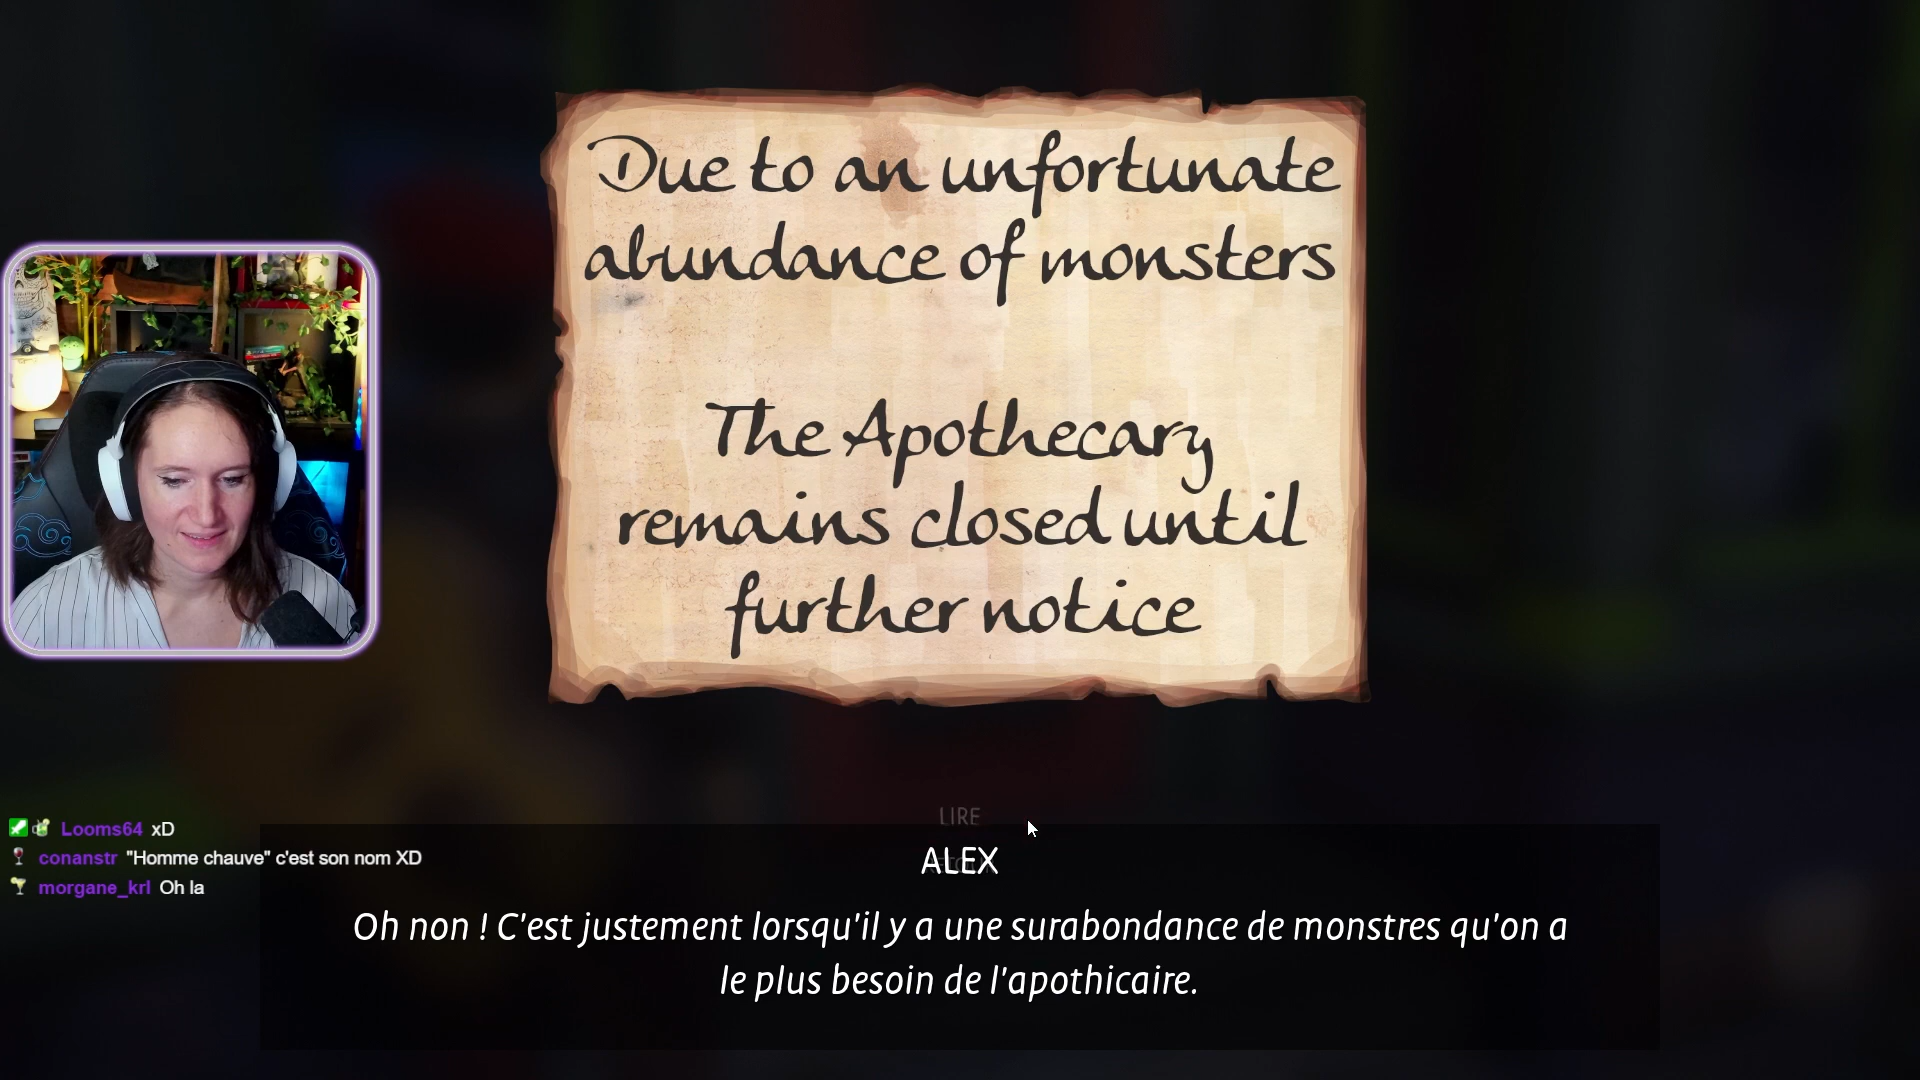 Due to an unfortunate
abundance of monsters
The Apothecary
remains closed until
further notice
LIRE
ALEX
Oh non ! C'est justement lorsqu'il y a une surabondance de monstres qu'on a
le plus besoin de l'apothicaire.
Looms64 xD
conanstr "Homme chauve" c'est son nom XD
morgane_krl Oh la